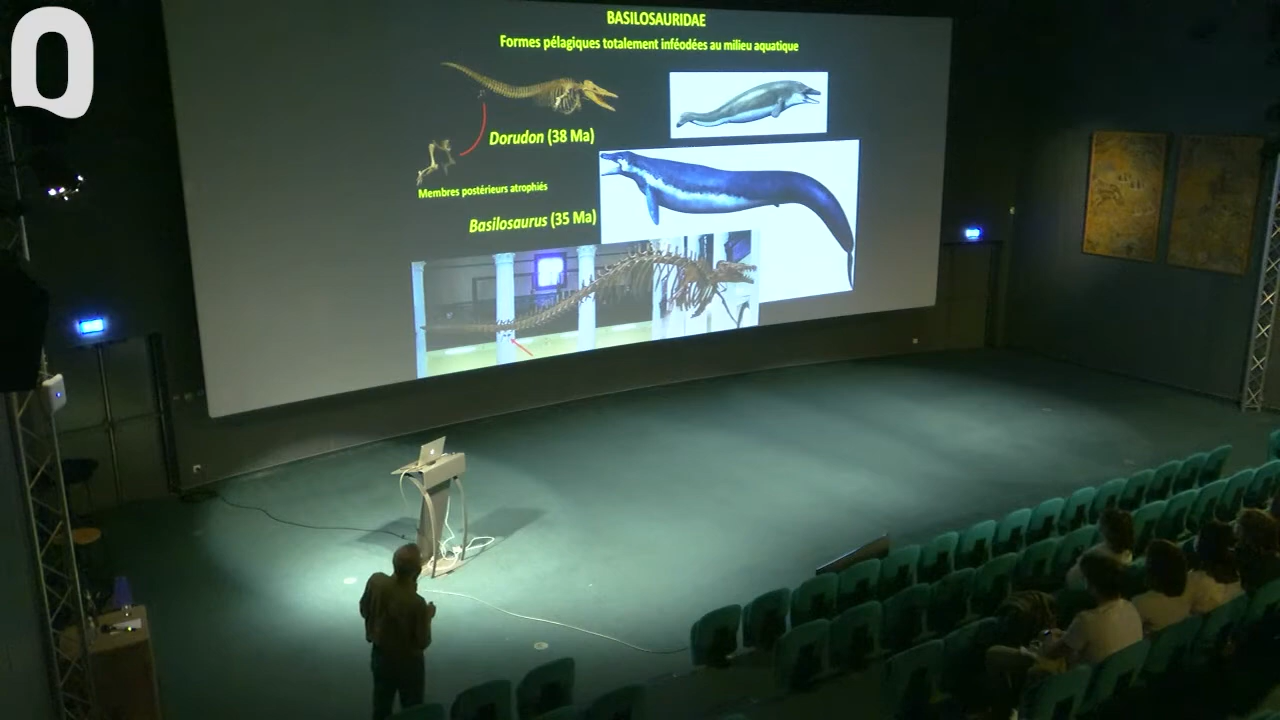 BASILOSAURIDAE
Formes pélagiques totalement inféodées au milieu aquatique
Dorudon (38 Ma)
Membres postérieurs atrophiés
Basilosaurus (35 Ma)